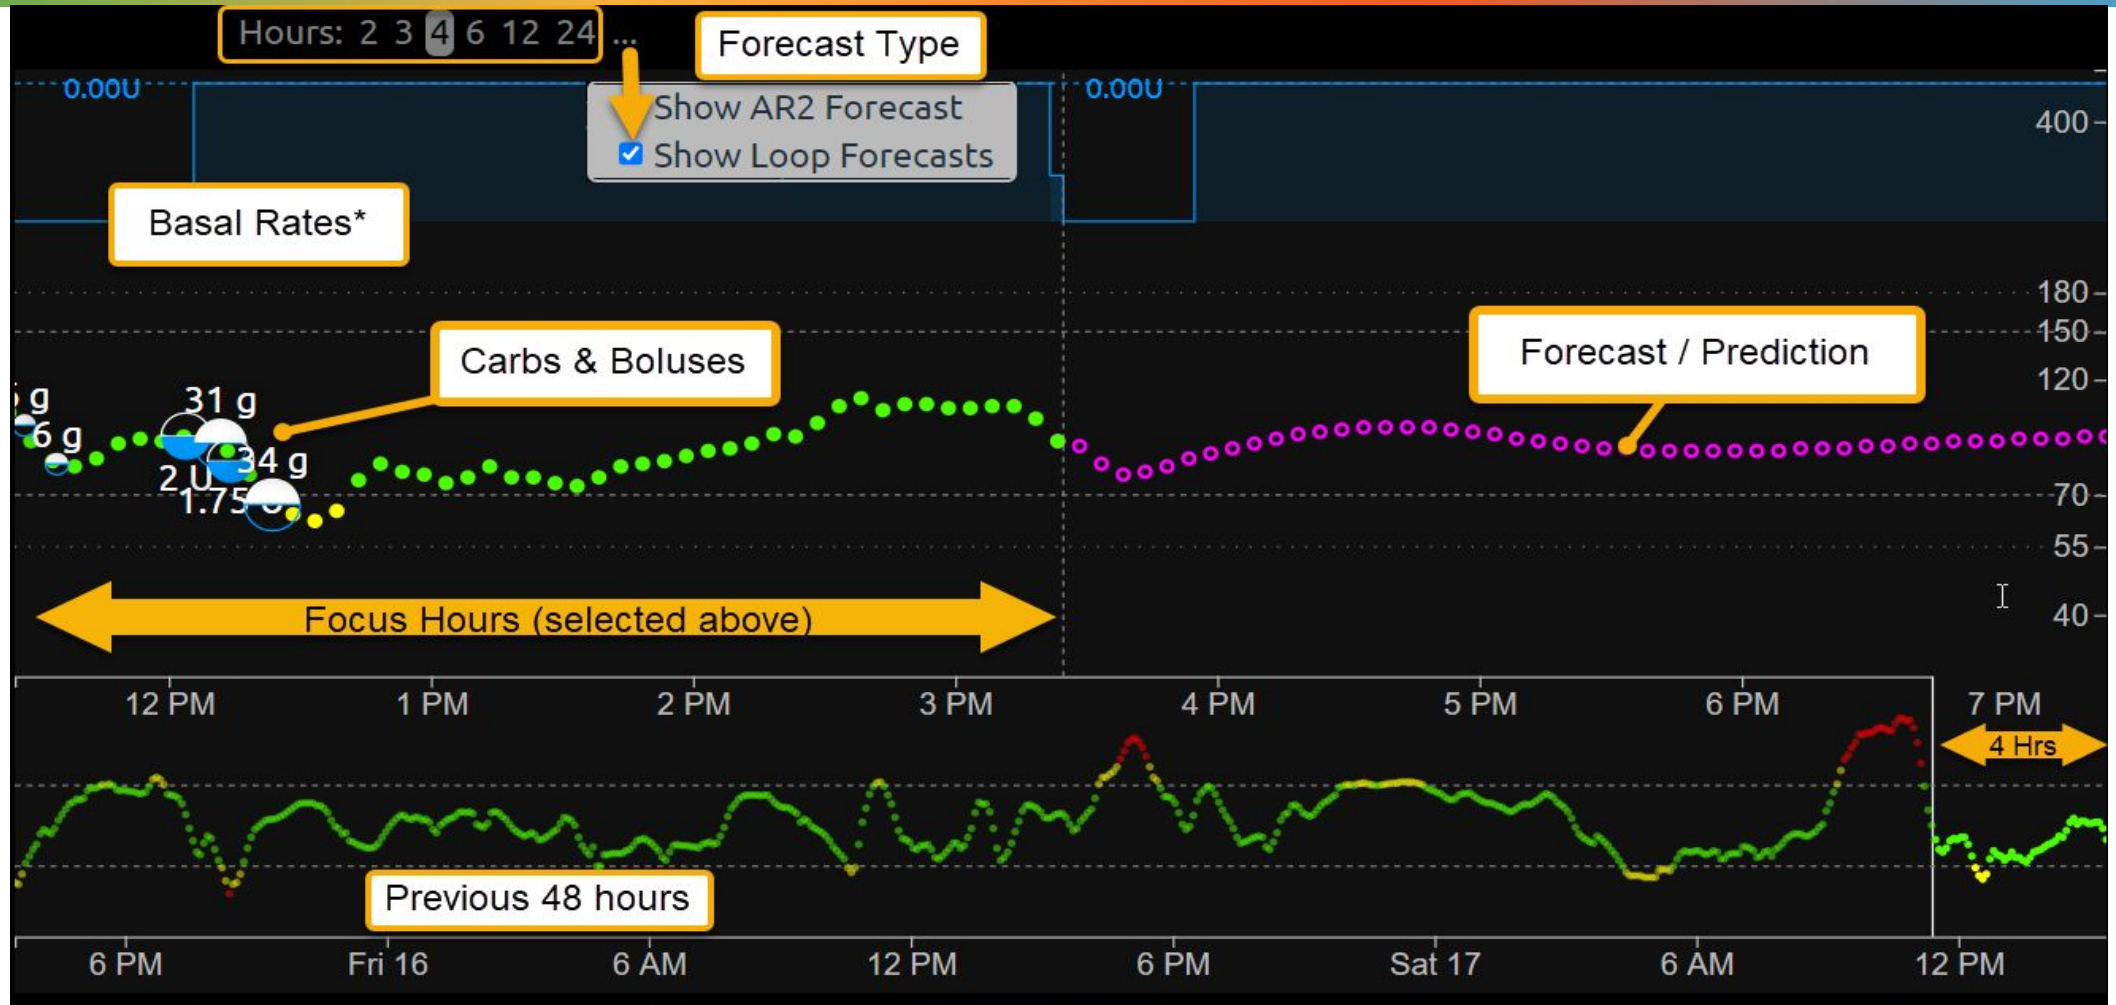 Hours: 2 3 4 6 12 24 ...
Forecast Type
0.00U
0.00U
Show AR2 Forecast
Show Loop Forecasts
400
Basal Rates*
180
150
120
Carbs & Boluses
Forecast / Prediction
g
31 g
6 g
34 g
2 U
1.75
70
55
40
Focus Hours (selected above)
12 PM 1 PM 2 PM 3 PM 4 PM 5 PM 6 PM 7 PM
4 Hrs
Previous 48 hours
6 PM Fri 16 6 AM 12 PM 6 PM Sat 17 6 AM 12 PM